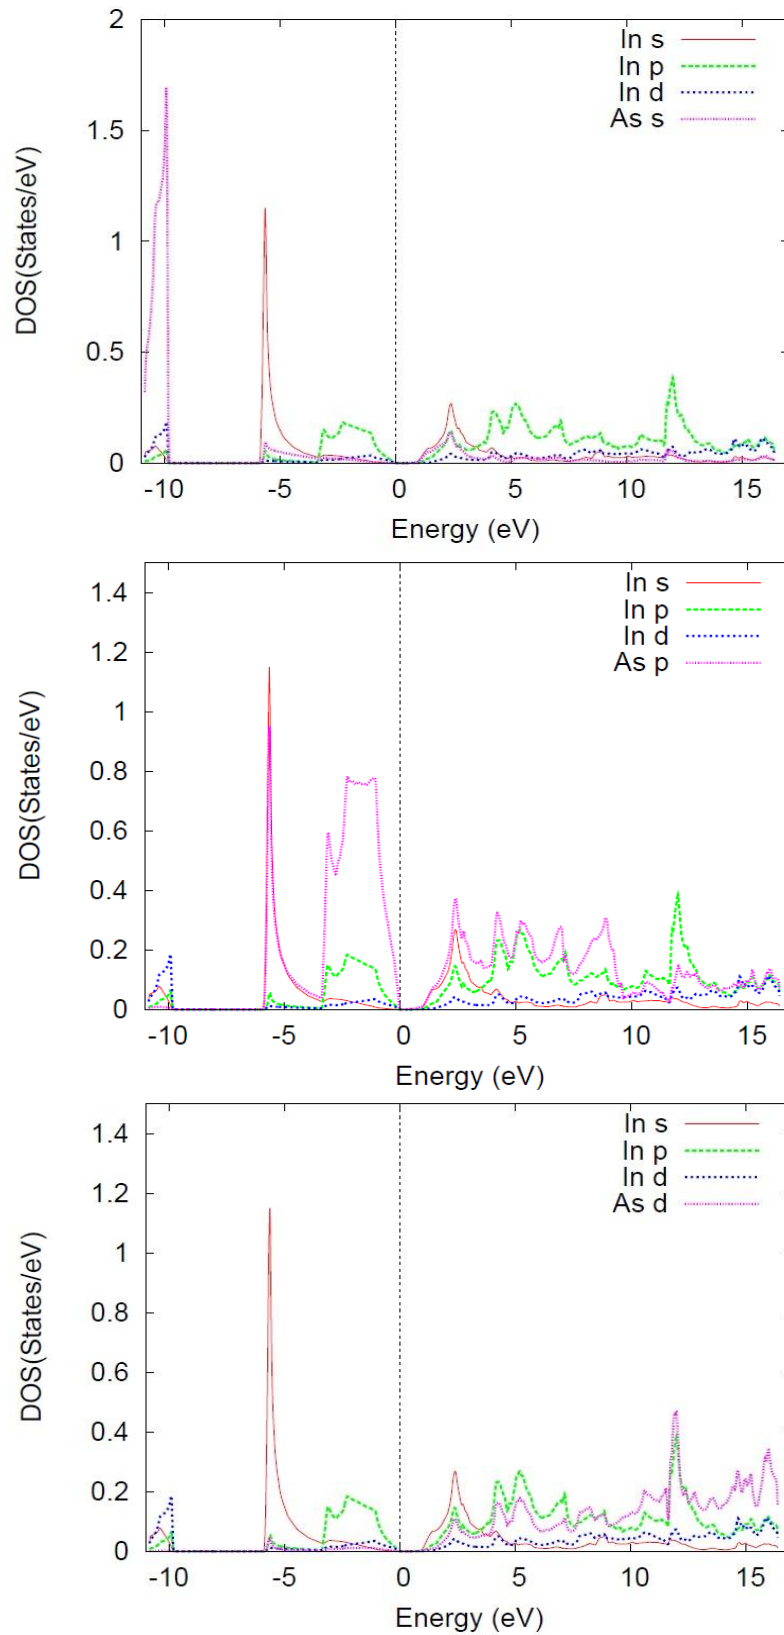 2
In s
In p
In d
As s
1.5
1
0.5
0
DOS(States/eV)
-10 -5 0 5 10 15
Energy (eV)
1.4
In s
In p
In d
As p
1.2
1
0.8
0.6
0.4
0.2
0
DOS(States/eV)
-10 -5 0 5 10 15
Energy (eV)
1.4
In s
In p
In d
As d
1.2
1
0.8
0.6
0.4
0.2
0
DOS(States/eV)
-10 -5 0 5 10 15
Energy (eV)